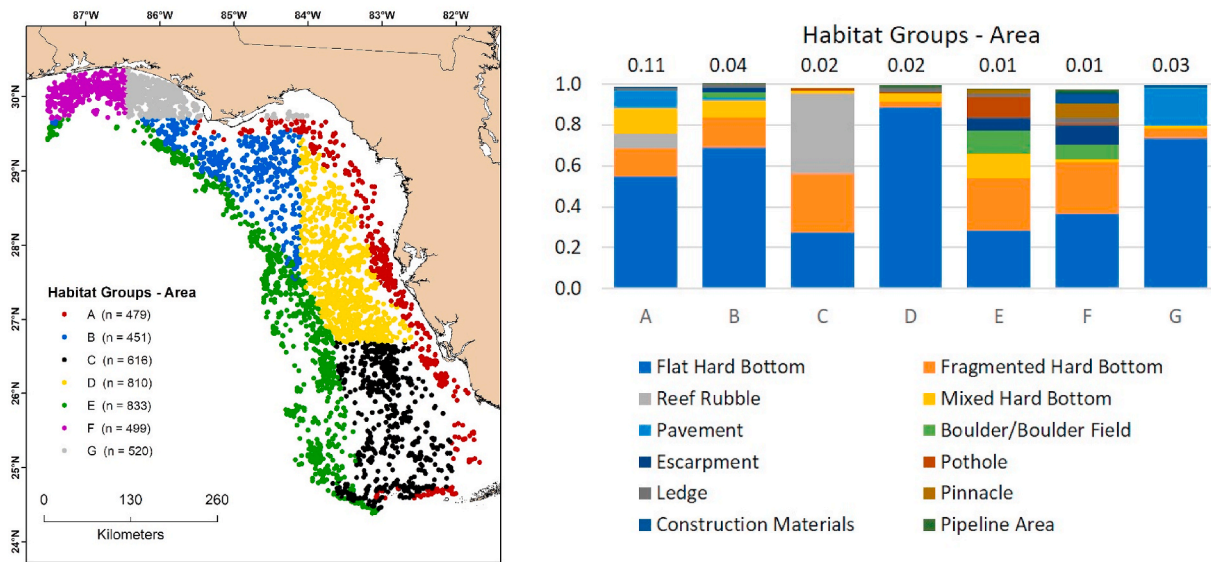 87°W 86°W 85°W 84°W 83°W 82°W
30°N
29°N
28°N
27°N
26°N
25°N
24°N
Habitat Groups - Area
A (n = 479)
B (n = 451)
C (n = 616)
D (n = 810)
E (n = 833)
F (n = 499)
G (n = 520)
0 130 260
Kilometers
Habitat Groups - Area
0.11 0.04 0.02 0.02 0.01 0.01 0.03
1.0
0.8
0.6
0.4
0.2
0.0
A B C D E F G
Flat Hard Bottom Fragmented Hard Bottom
Reef Rubble Mixed Hard Bottom
Pavement Boulder/Boulder Field
Escarpment Pothole
Ledge Pinnacle
Construction Materials Pipeline Area